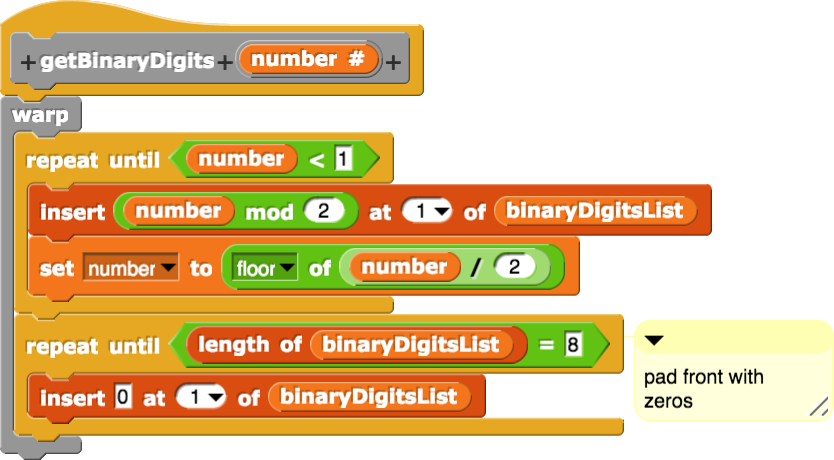 + getBinaryDigits + number # +
warp
repeat until number < 1
insert number mod 2 at 1 of binaryDigitsList
set number to floor of number / 2
repeat until length of binaryDigitsList = 8
insert 0 at 1 of binaryDigitsList
pad front with
zeros